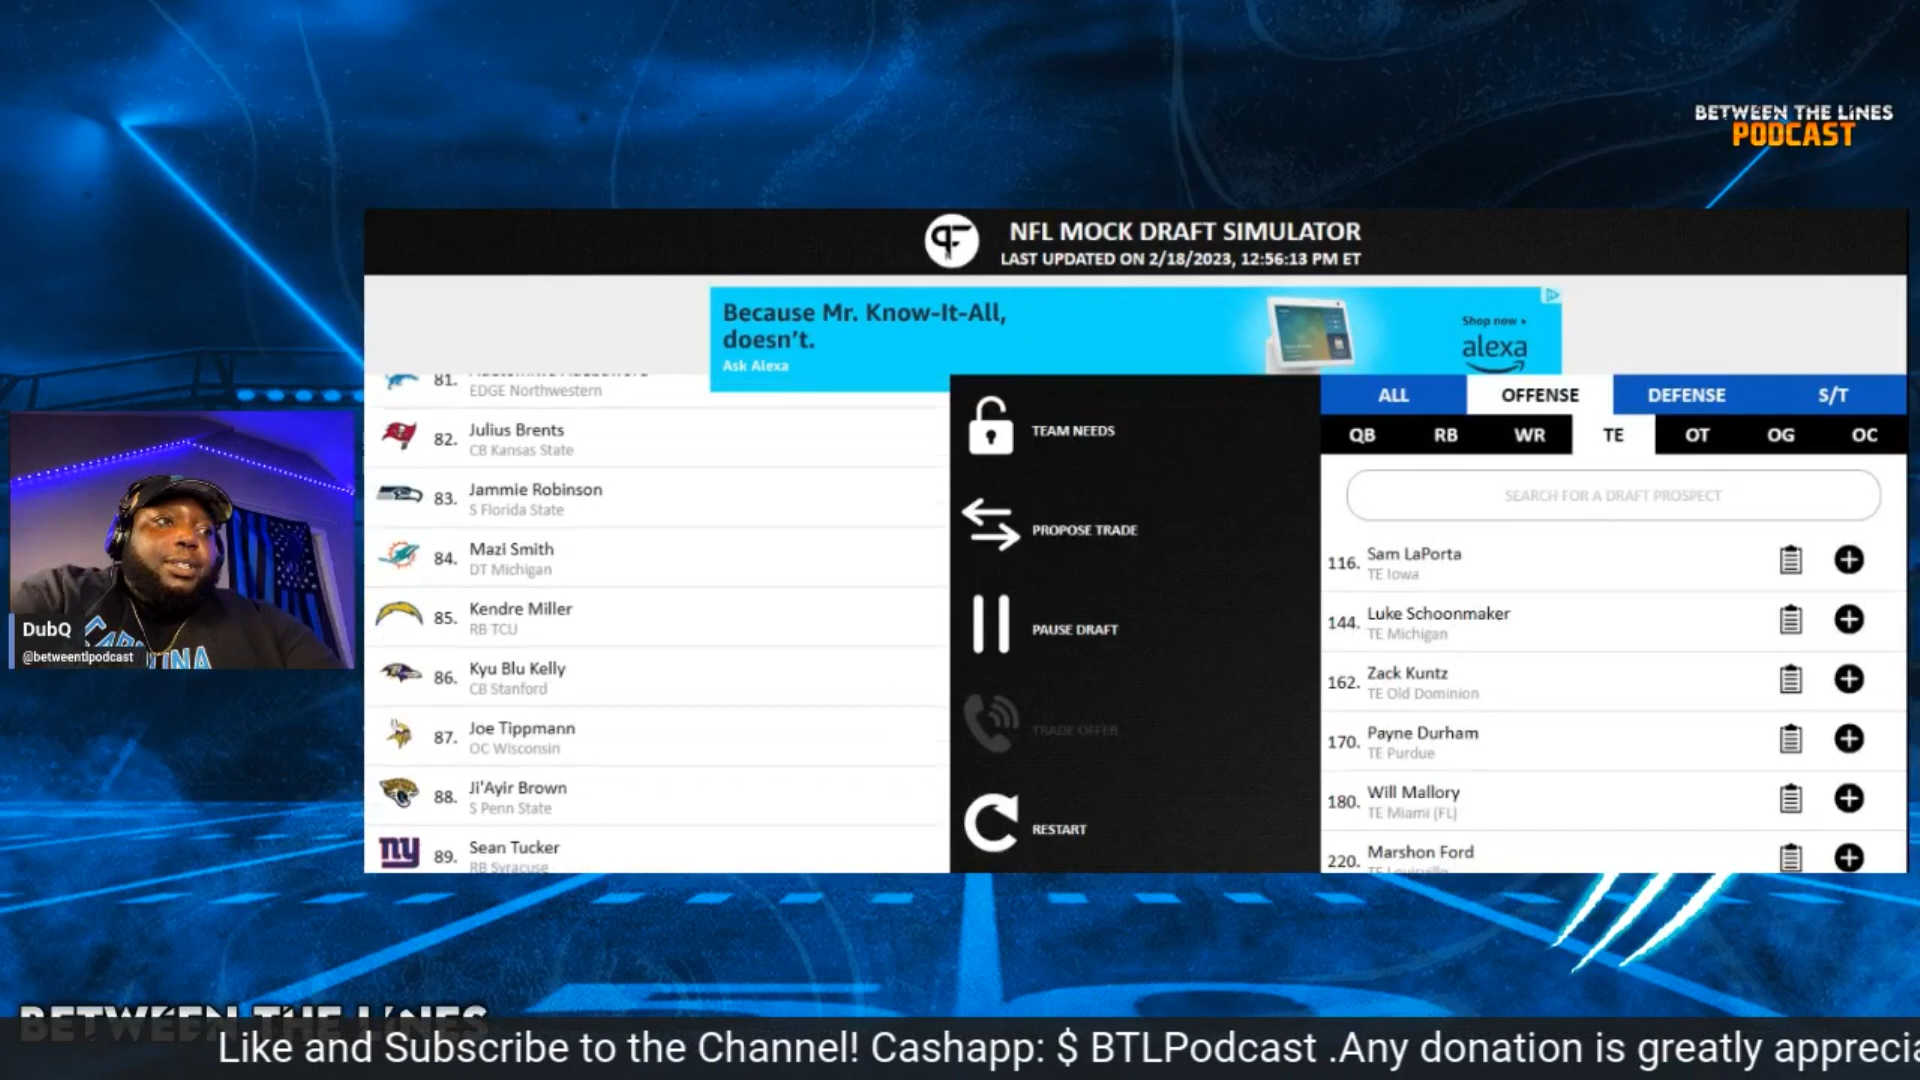 BETWEEN THE LINES
PODCAST
NFL MOCK DRAFT SIMULATOR
LAST UPDATED ON 2/18/2023, 12:56:13 PM ET
Because Mr. Know-It-All,
doesn't.
Ask Alexa
Shop now
alexa
81.
EDGE Northwestern
82. Julius Brents
CB Kansas State
83. Jammie Robinson
S Florida State
84. Mazi Smith
DT Michigan
85. Kendre Miller
RB TCU
86. Kyu Blu Kelly
CB Stanford
87. Joe Tippmann
OC Wisconsin
88. Ji'Ayir Brown
S Penn State
ny 89. Sean Tucker
RB Syracuse
TEAM NEEDS
PROPOSE TRADE
PAUSE DRAFT
TRADE OFFER
RESTART
ALL OFFENSE DEFENSE S/T
QB RB WR TE OT OG OC
SEARCH FOR A DRAFT PROSPECT
116. Sam LaPorta
TE Iowa
144. Luke Schoonmaker
TE Michigan
162. Zack Kuntz
TE Old Dominion
170. Payne Durham
TE Purdue
180. Will Mallory
TE Miami (FL)
220. Marshon Ford
TE Louisville
DubQ
@betweentlpodcast
CAROLINA
BETWEEN THE LINES
Like and Subscribe to the Channel! Cashapp: $ BTLPodcast .Any donation is greatly apprecia